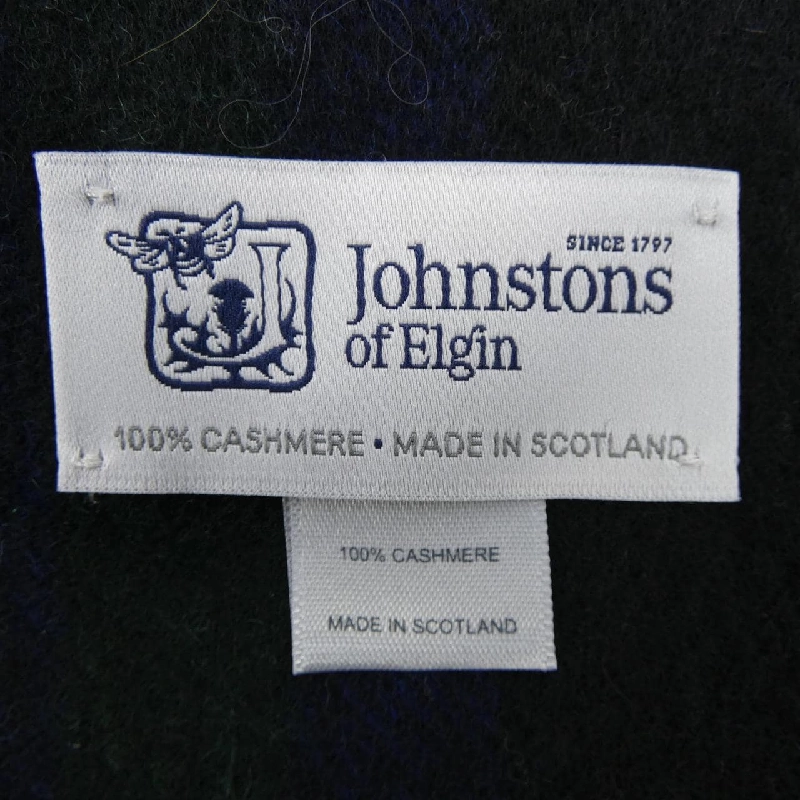 SINCE 1797
Johnstons
of Elgin
100% CASHMERE • MADE IN SCOTLAND
100% CASHMERE
MADE IN SCOTLAND